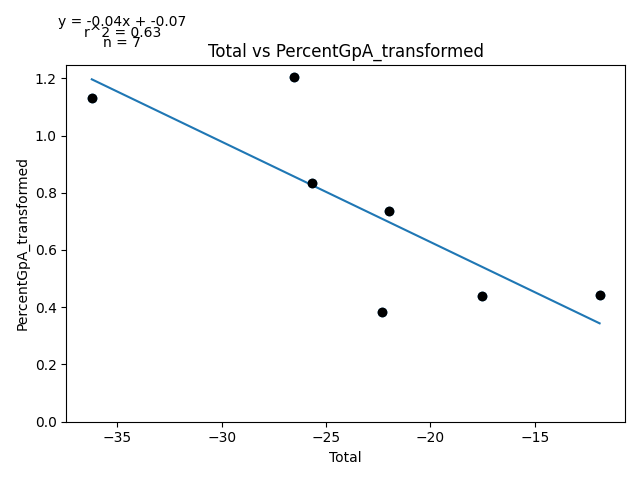 y = -0.04x + -0.07
r^2 = 0.63
n = 7
Total vs PercentGpA_transformed
1.2
1.0
0.8
0.6
0.4
0.2
0.0
PercentGpA_transformed
−35 −30 −25 −20 −15
Total